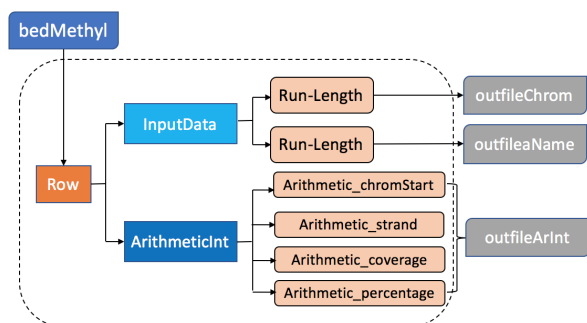 bedMethyl
Run-Length
outfileChrom
InputData
Run-Length
outfileaName
Row
Arithmetic_chromStart
Arithmetic_strand
ArithmeticInt
outfileArInt
Arithmetic_coverage
Arithmetic_percentage